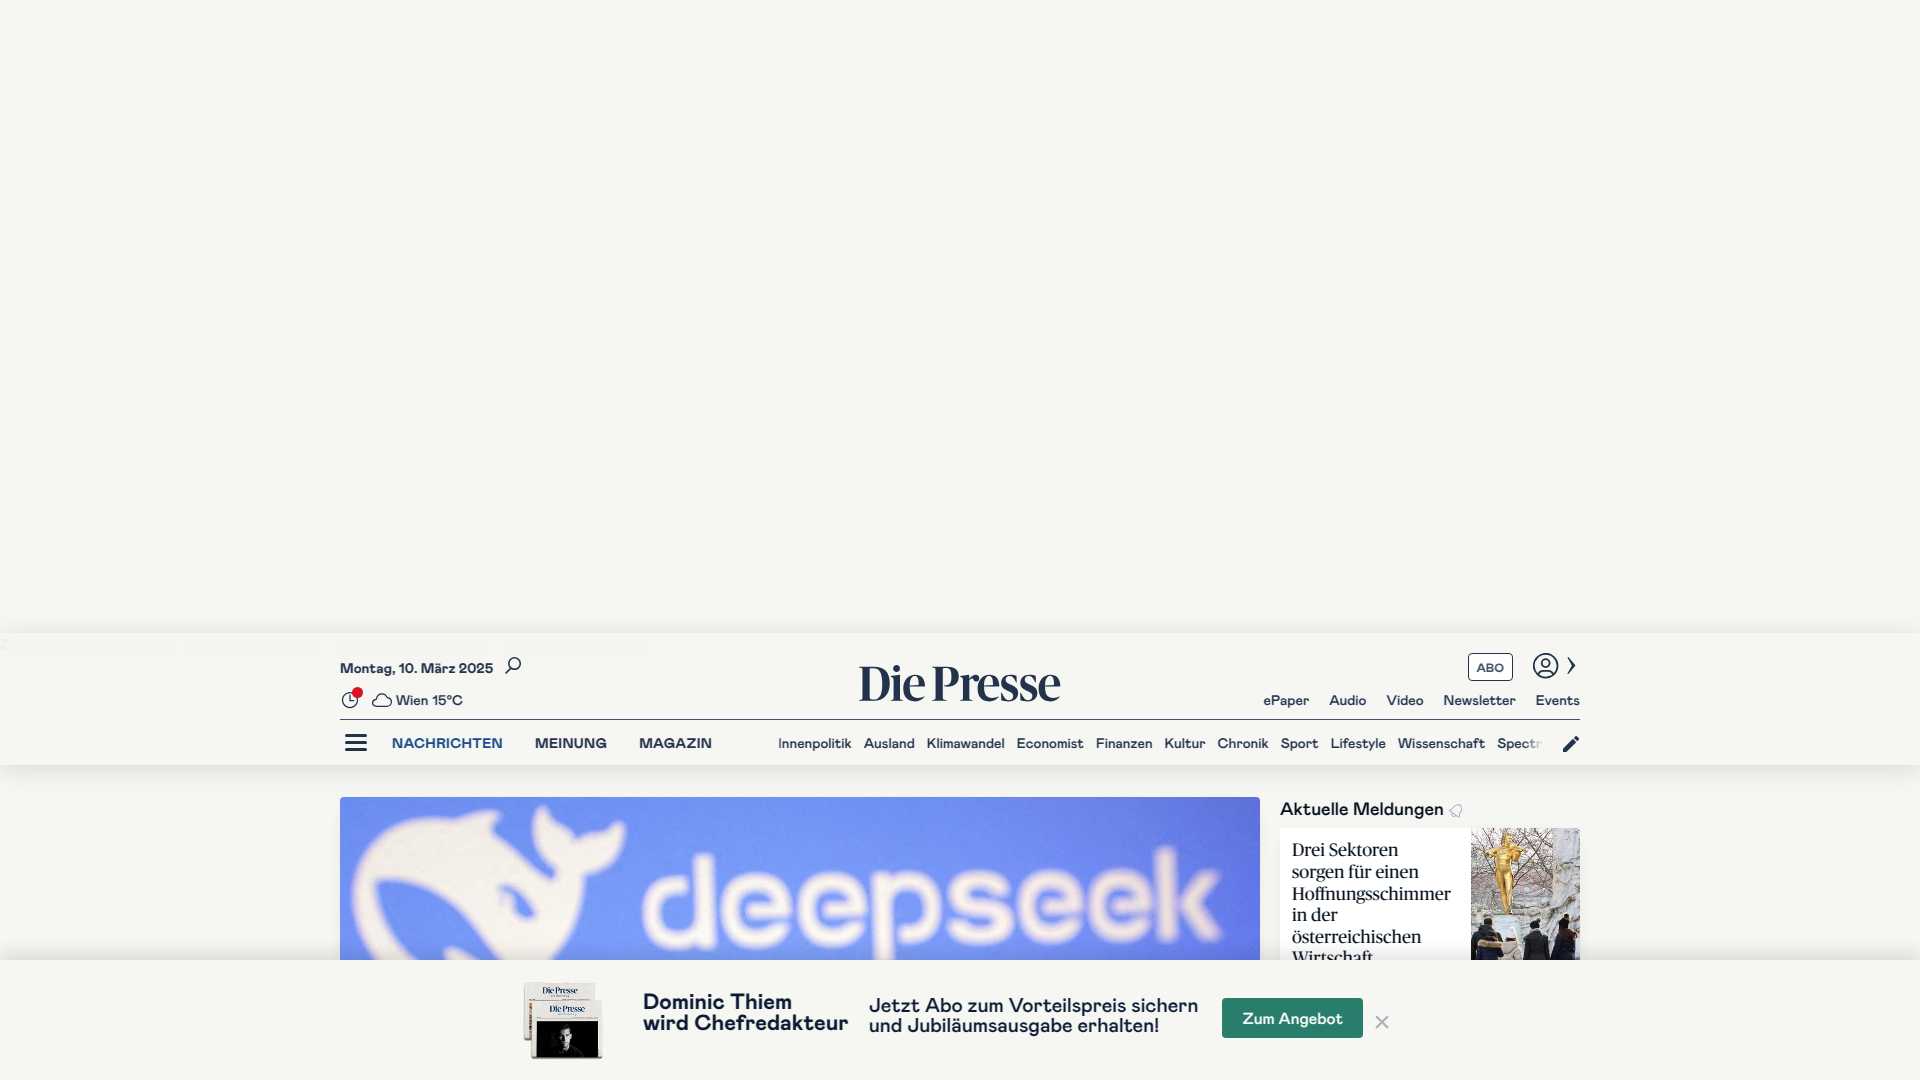 Montag, 10. März 2025
Die Presse
ABO
Wien 15°C
ePaper Audio Video Newsletter Events
NACHRICHTEN MEINUNG MAGAZIN
Innenpolitik Ausland Klimawandel Economist Finanzen Kultur Chronik Sport Lifestyle Wissenschaft Spectr
deepseek
Aktuelle Meldungen
Drei Sektoren
sorgen für einen
Hoffnungsschimmer
in der
österreichischen
Wirtschaft
Die Presse
Die Presse
Dominic Thiem
wird Chefredakteur
Jetzt Abo zum Vorteilspreis sichern
und Jubiläumsausgabe erhalten!
Zum Angebot